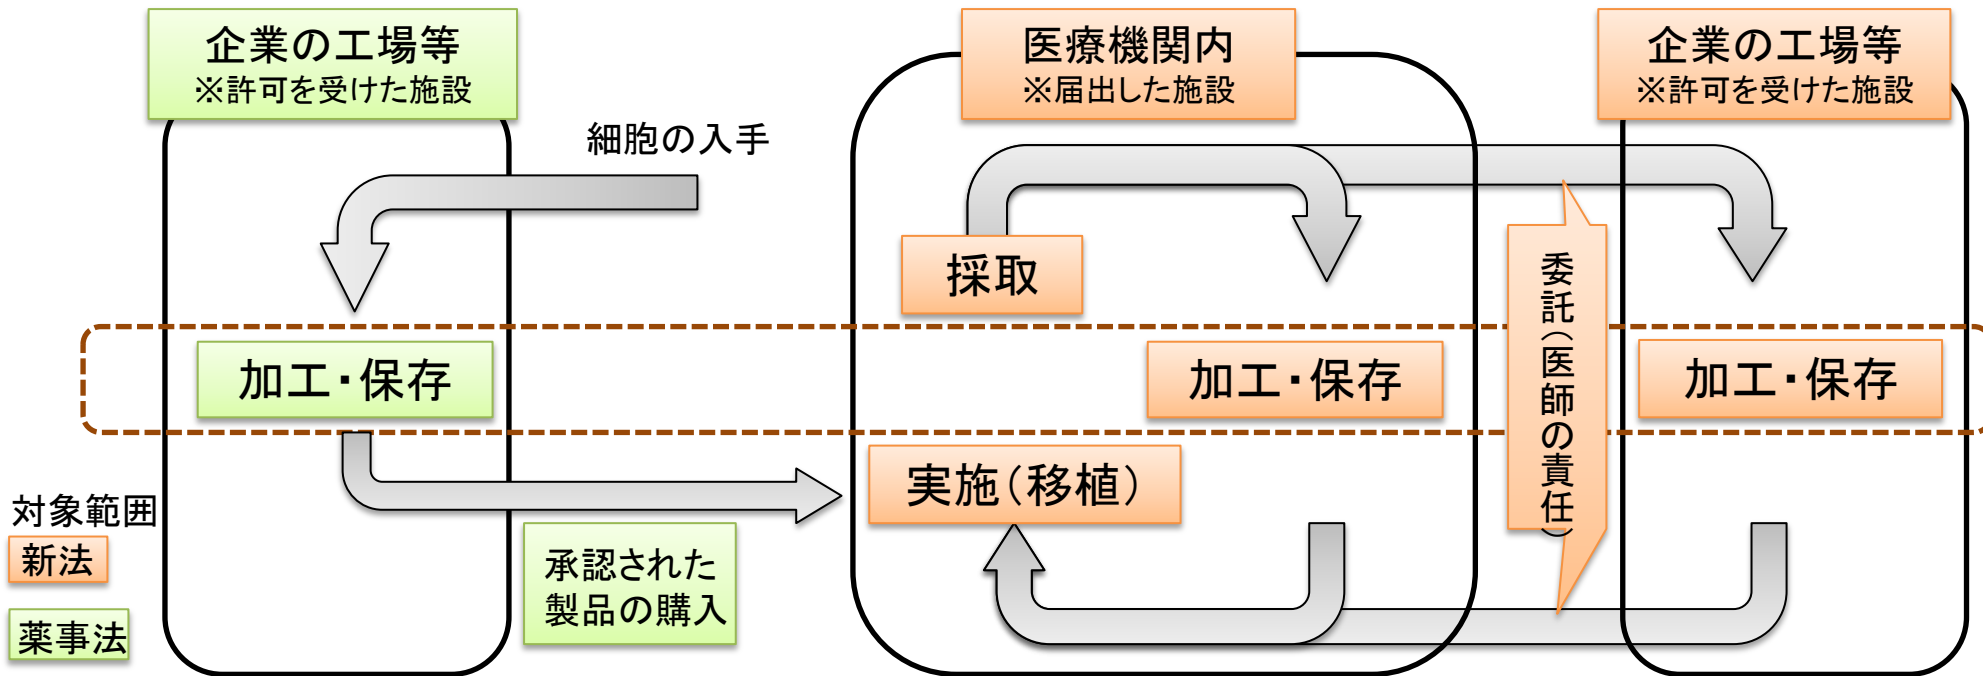 企業の工場等
※許可を受けた施設
医療機関内
※届出した施設
企業の工場等
※許可を受けた施設
細胞の入手
採取
委託（医師の責任）
加工・保存
加工・保存
加工・保存
実施（移植）
対象範囲
新法
薬事法
承認された
製品の購入